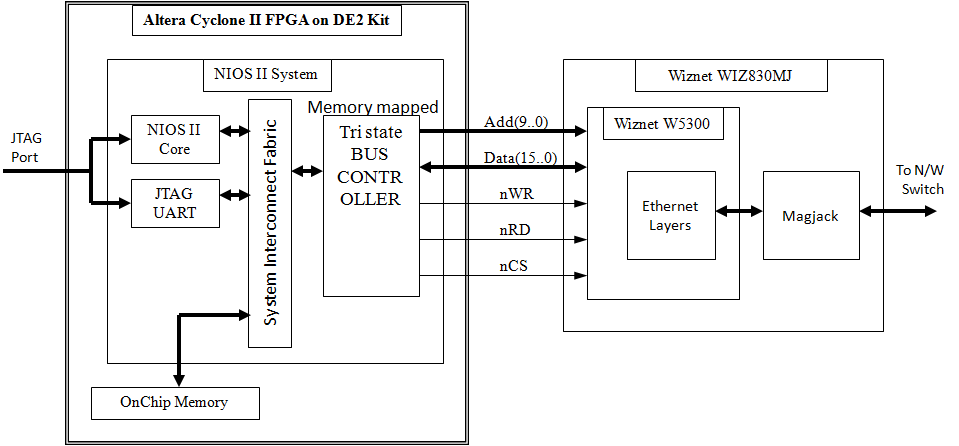 Altera Cyclone II FPGA on DE2 Kit
NIOS II System
Wiznet WIZ830MJ
Memory mapped
JTAG
Port
NIOS II
Core
JTAG
UART
System Interconnect Fabric
Tri state
BUS
CONTR
OLLER
Add(9..0)
Data(15..0)
nWR
nRD
nCS
Wiznet W5300
Ethernet
Layers
Magjack
To N/W
Switch
OnChip Memory